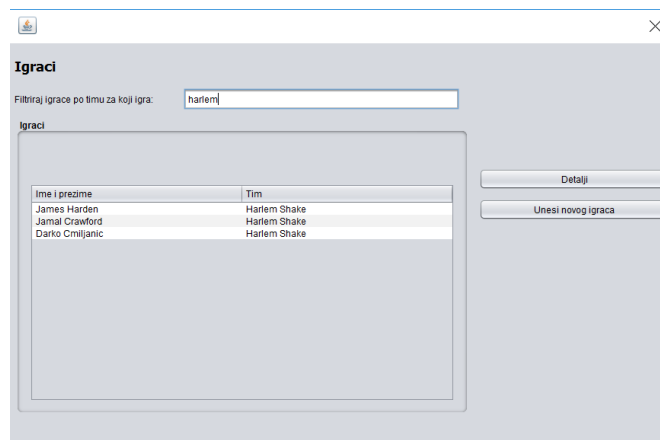 Igraci
Filtriraj igrace po timu za koji igra: harlem
Igraci
Ime i prezime Tim
James Harden Harlem Shake
Jamal Crawford Harlem Shake
Darko Cmiljanic Harlem Shake
Detalji
Unesi novog igraca